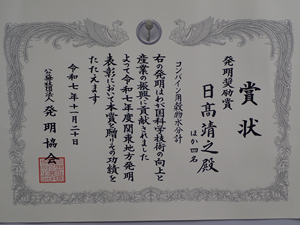 賞状
発明奨励賞
日高靖之殿
ほか四名
コンバイン用穀物水分計
右の発明はわが国科学技術の向上と
産業の振興に貢献されました
よって令和七年度関東地方発明
表彰において本賞を贈りその功績を
たたえます
令和七年十一月二十日
公益社団法人 発明協会